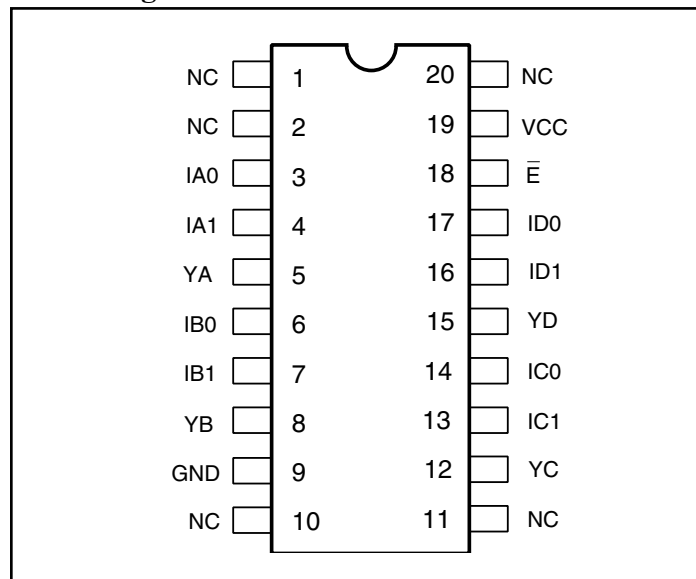 NC 1 20 NC
NC 2 19 VCC
IA0 3 18 E̅
IA1 4 17 ID0
YA 5 16 ID1
IB0 6 15 YD
IB1 7 14 IC0
YB 8 13 IC1
GND 9 12 YC
NC 10 11 NC